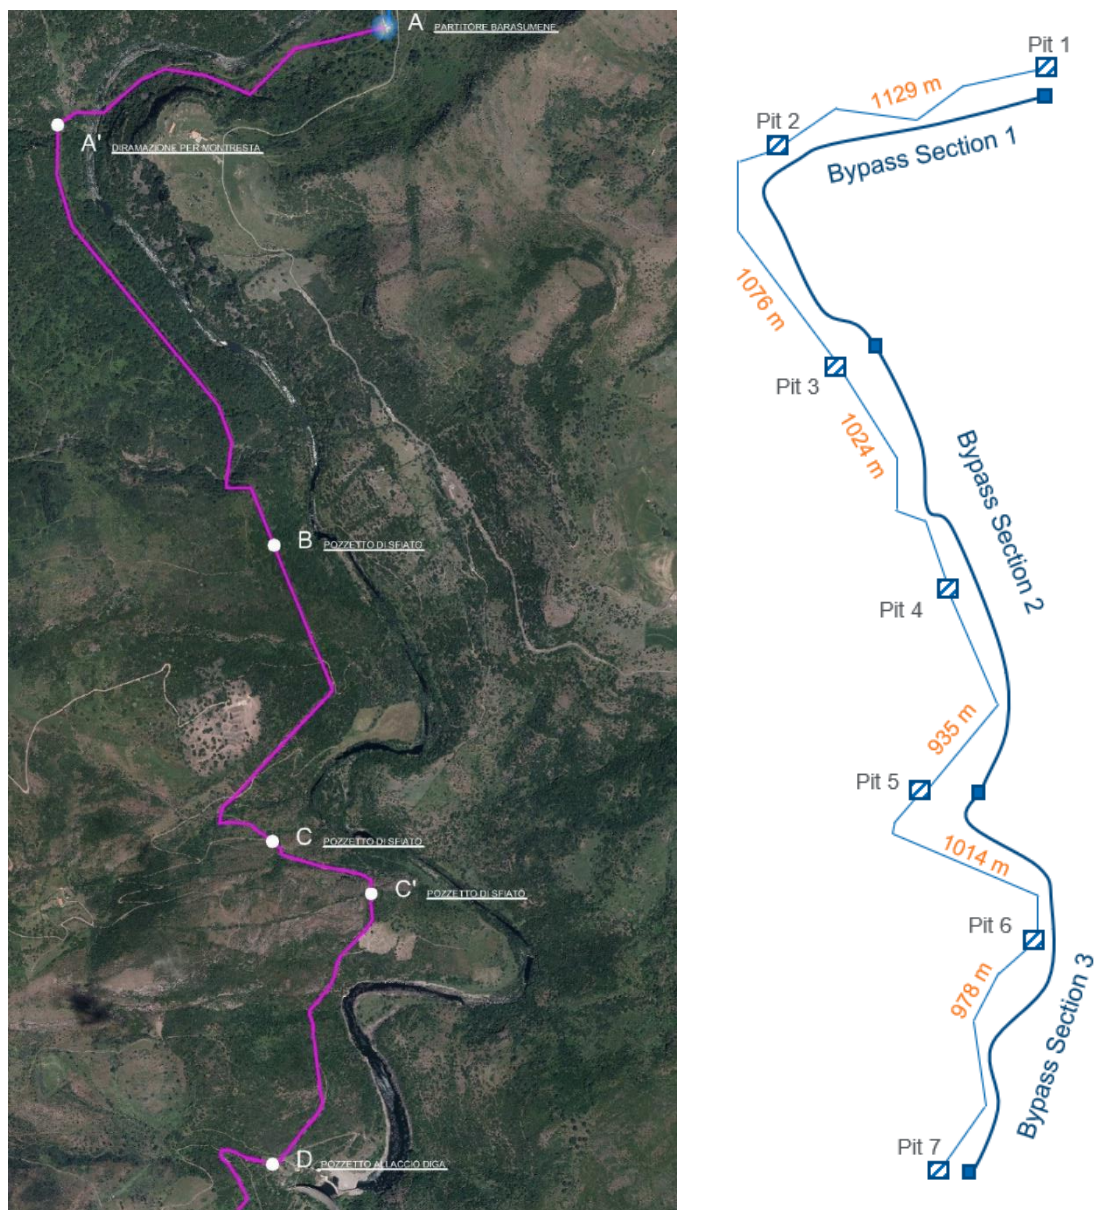 A PARTITORE BARASUMENE
A' DIRAMAZIONE PER MONTRESTA
B POZZETTO DI SFIATO
C POZZETTO DI SFIATO
C' POZZETTO DI SFIATO
D POZZETTO ALLACCIO DIGA
Pit 1
1129 m
Pit 2
Bypass Section 1
1076 m
Pit 3
1024 m
Bypass Section 2
Pit 4
935 m
Pit 5
1014 m
Pit 6
978 m
Bypass Section 3
Pit 7